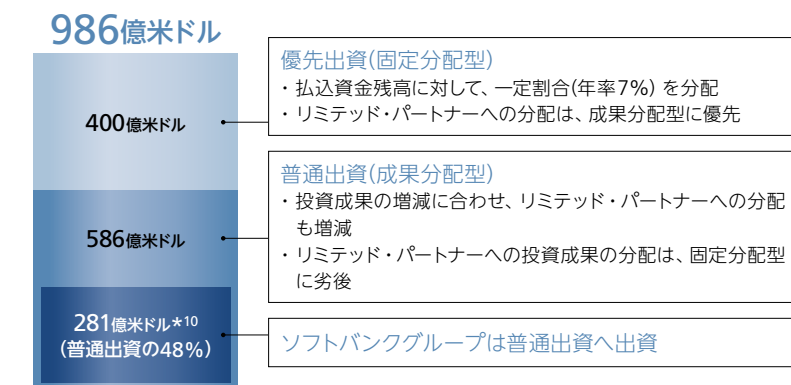 986億米ドル
400億米ドル
優先出資(固定分配型)
・払込資金残高に対して、一定割合(年率7%) を分配
・リミテッド・パートナーへの分配は、成果分配型に優先
586億米ドル
普通出資(成果分配型)
・投資成果の増減に合わせ、リミテッド・パートナーへの分配
も増減
・リミテッド・パートナーへの投資成果の分配は、固定分配型
に劣後
281億米ドル*10
(普通出資の48%)
ソフトバンクグループは普通出資へ出資